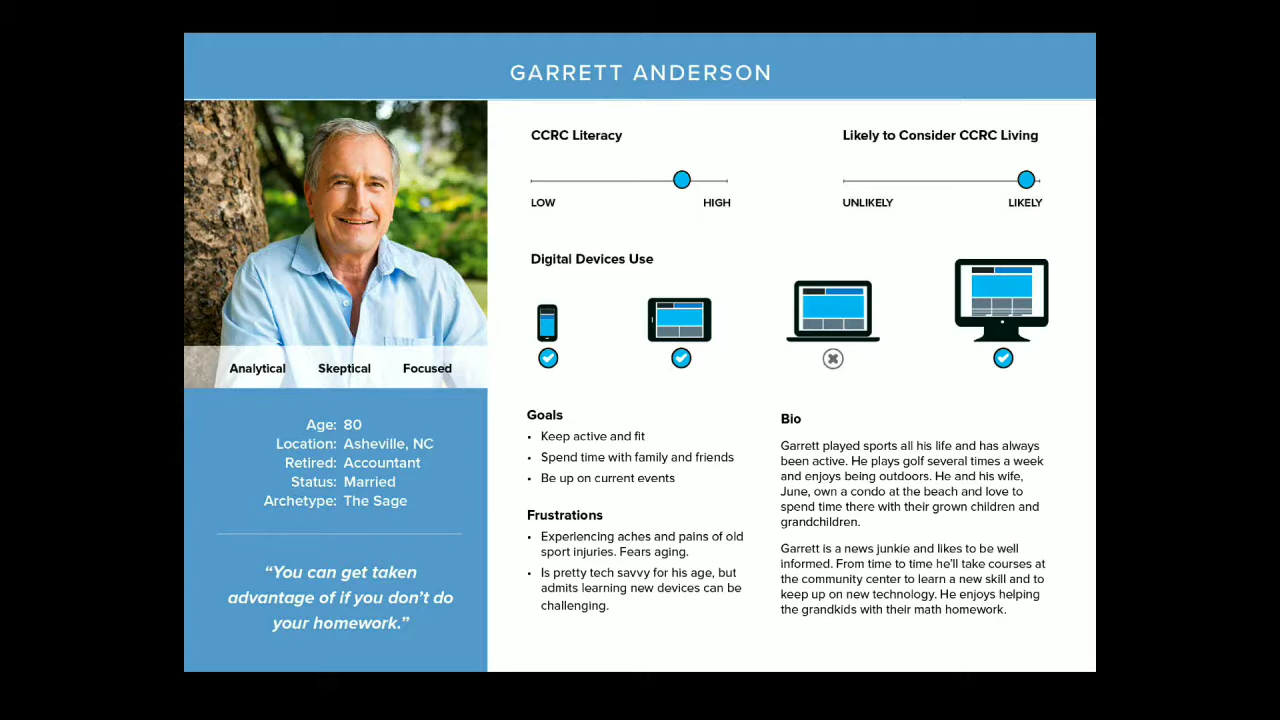 GARRETT ANDERSON
Analytical Skeptical Focused
Age: 80
Location: Asheville, NC
Retired: Accountant
Status: Married
Archetype: The Sage
“You can get taken
advantage of if you don’t do
your homework.”
CCRC Literacy
LOW HIGH
Likely to Consider CCRC Living
UNLIKELY LIKELY
Digital Devices Use
Goals
• Keep active and fit
• Spend time with family and friends
• Be up on current events
Frustrations
• Experiencing aches and pains of old
sport injuries. Fears aging.
• Is pretty tech savvy for his age, but
admits learning new devices can be
challenging.
Bio
Garrett played sports all his life and has always
been active. He plays golf several times a week
and enjoys being outdoors. He and his wife,
June, own a condo at the beach and love to
spend time there with their grown children and
grandchildren.
Garrett is a news junkie and likes to be well
informed. From time to time he’ll take courses at
the community center to learn a new skill and to
keep up on new technology. He enjoys helping
the grandkids with their math homework.